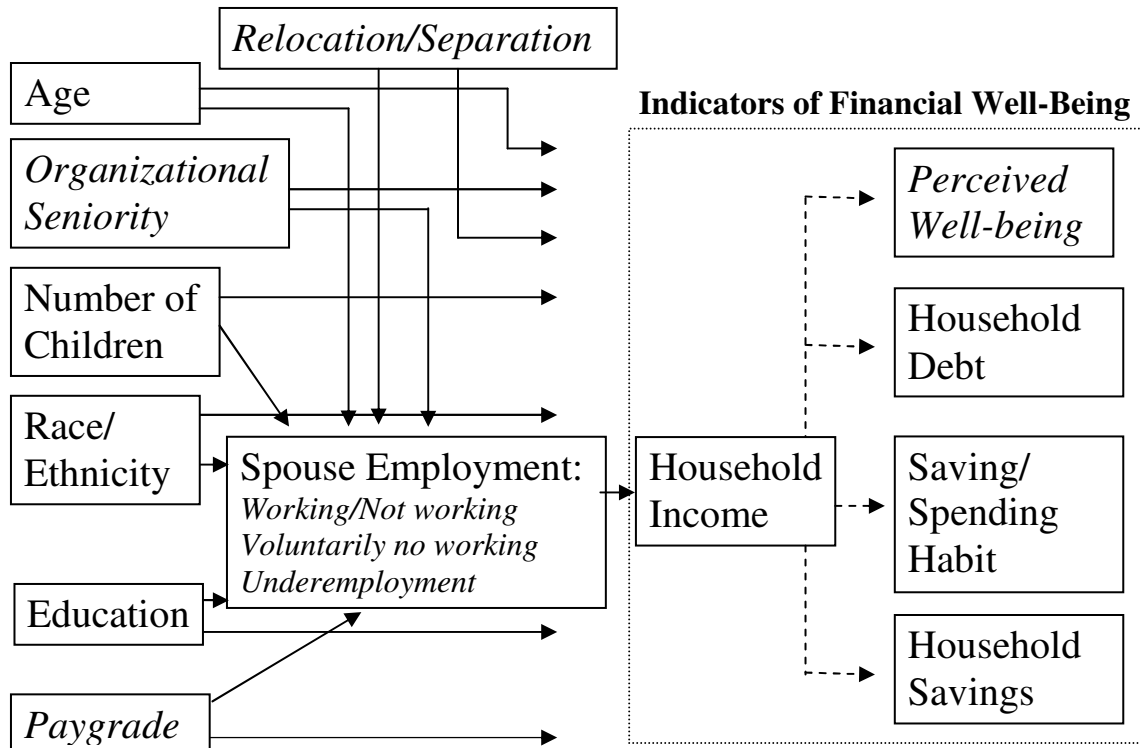 Relocation/Separation
Age
Indicators of Financial Well-Being
Organizational
Seniority
Perceived
Well-being
Number of
Children
Household
Debt
Race/
Ethnicity
Spouse Employment:
Working/Not working
Voluntarily no working
Underemployment
Household
Income
Saving/
Spending
Habit
Education
Household
Savings
Paygrade